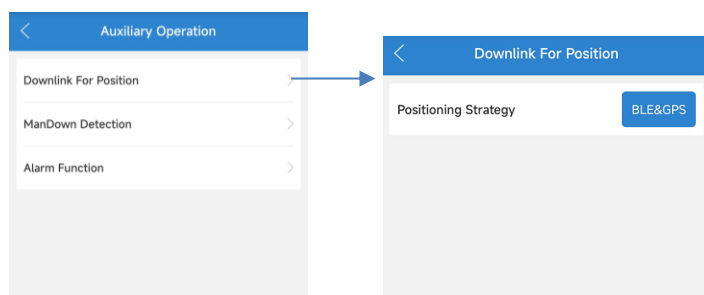 Auxiliary Operation
Downlink For Position
ManDown Detection
Alarm Function
Downlink For Position
Positioning Strategy
BLE&GPS